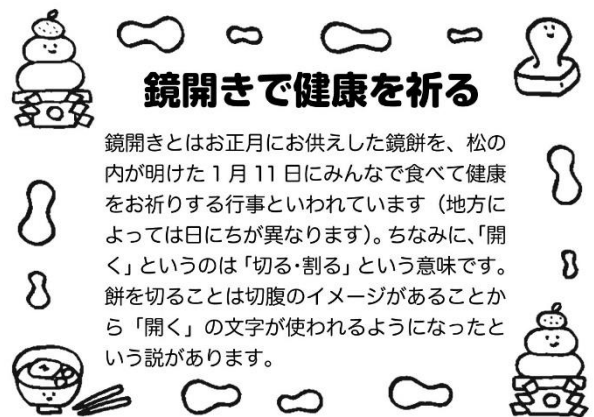 鏡開きで健康を祈る
鏡開きとはお正月にお供えした鏡餅を、松の
内が明けた1月11日にみんなで食べて健康
をお祈りする行事といわれています（地方に
よっては日にちが異なります）。ちなみに、「開
く」というのは「切る・割る」という意味です。
餅を切ることは切腹のイメージがあることか
ら「開く」の文字が使われるようになったと
いう説があります。